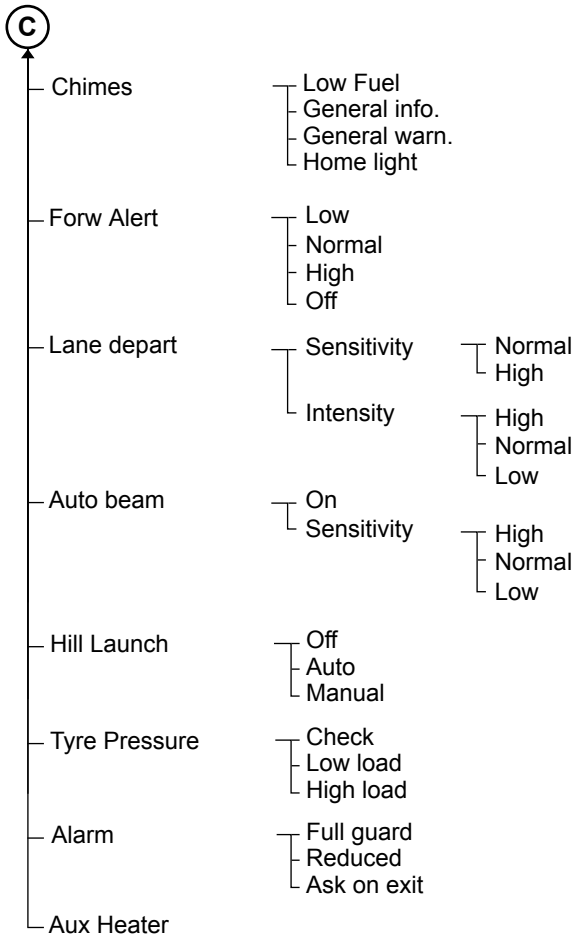 C
Chimes
Low Fuel
General info.
General warn.
Home light
Forw Alert
Low
Normal
High
Off
Lane depart
Sensitivity
Normal
High
Intensity
High
Normal
Low
Auto beam
On
Sensitivity
High
Normal
Low
Hill Launch
Off
Auto
Manual
Tyre Pressure
Check
Low load
High load
Alarm
Full guard
Reduced
Ask on exit
Aux Heater